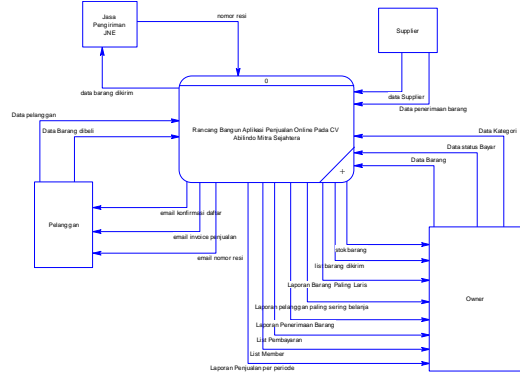 Jasa
Pengiriman
JNE
nomor resi
Supplier
data barang dikirim
0
data Supplier
Data penerimaan barang
Data pelanggan
Rancang Bangun Aplikasi Penjualan Online Pada CV
Abilindo Mitra Sejahtera
Data Kategori
Data Barang dibeli
Data status Bayar
Data Barang
+
Pelanggan
email konfirmasi daftar
email invoice penjualan
email nomor resi
stok barang
list barang dikirim
Laporan Barang Paling Laris
Owner
Laporan pelanggan paling sering belanja
Laporan Penerimaan Barang
List Pembayaran
List Member
Laporan Penjualan per periode